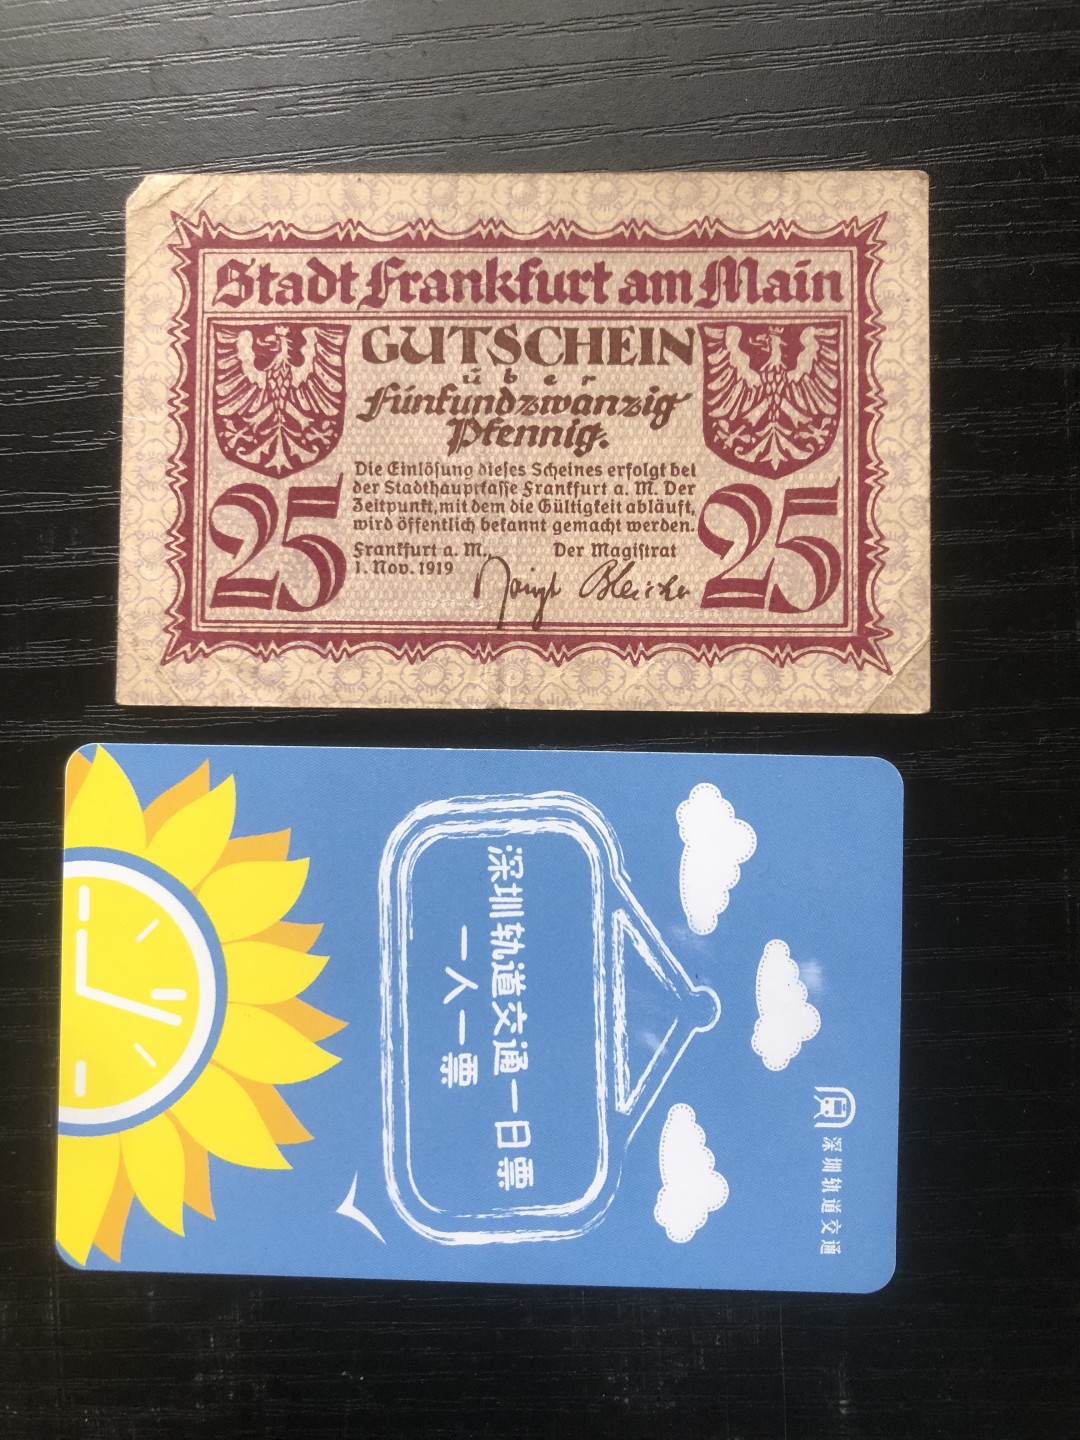 Stadt Frankfurt am Main
GUTSCHEIN
über
Fünfundzwanzig
Pfennig.
Die Einlösung dieses Scheines erfolgt bei
der Stadthauptkasse Frankfurt a. M. Der
Zeitpunkt, mit dem die Gültigkeit abläuft,
wird öffentlich bekannt gemacht werden.
Frankfurt a. M., Der Magistrat
1. Nov. 1919
25 25
深圳轨道交通
深圳轨道交通一日票
一人一票